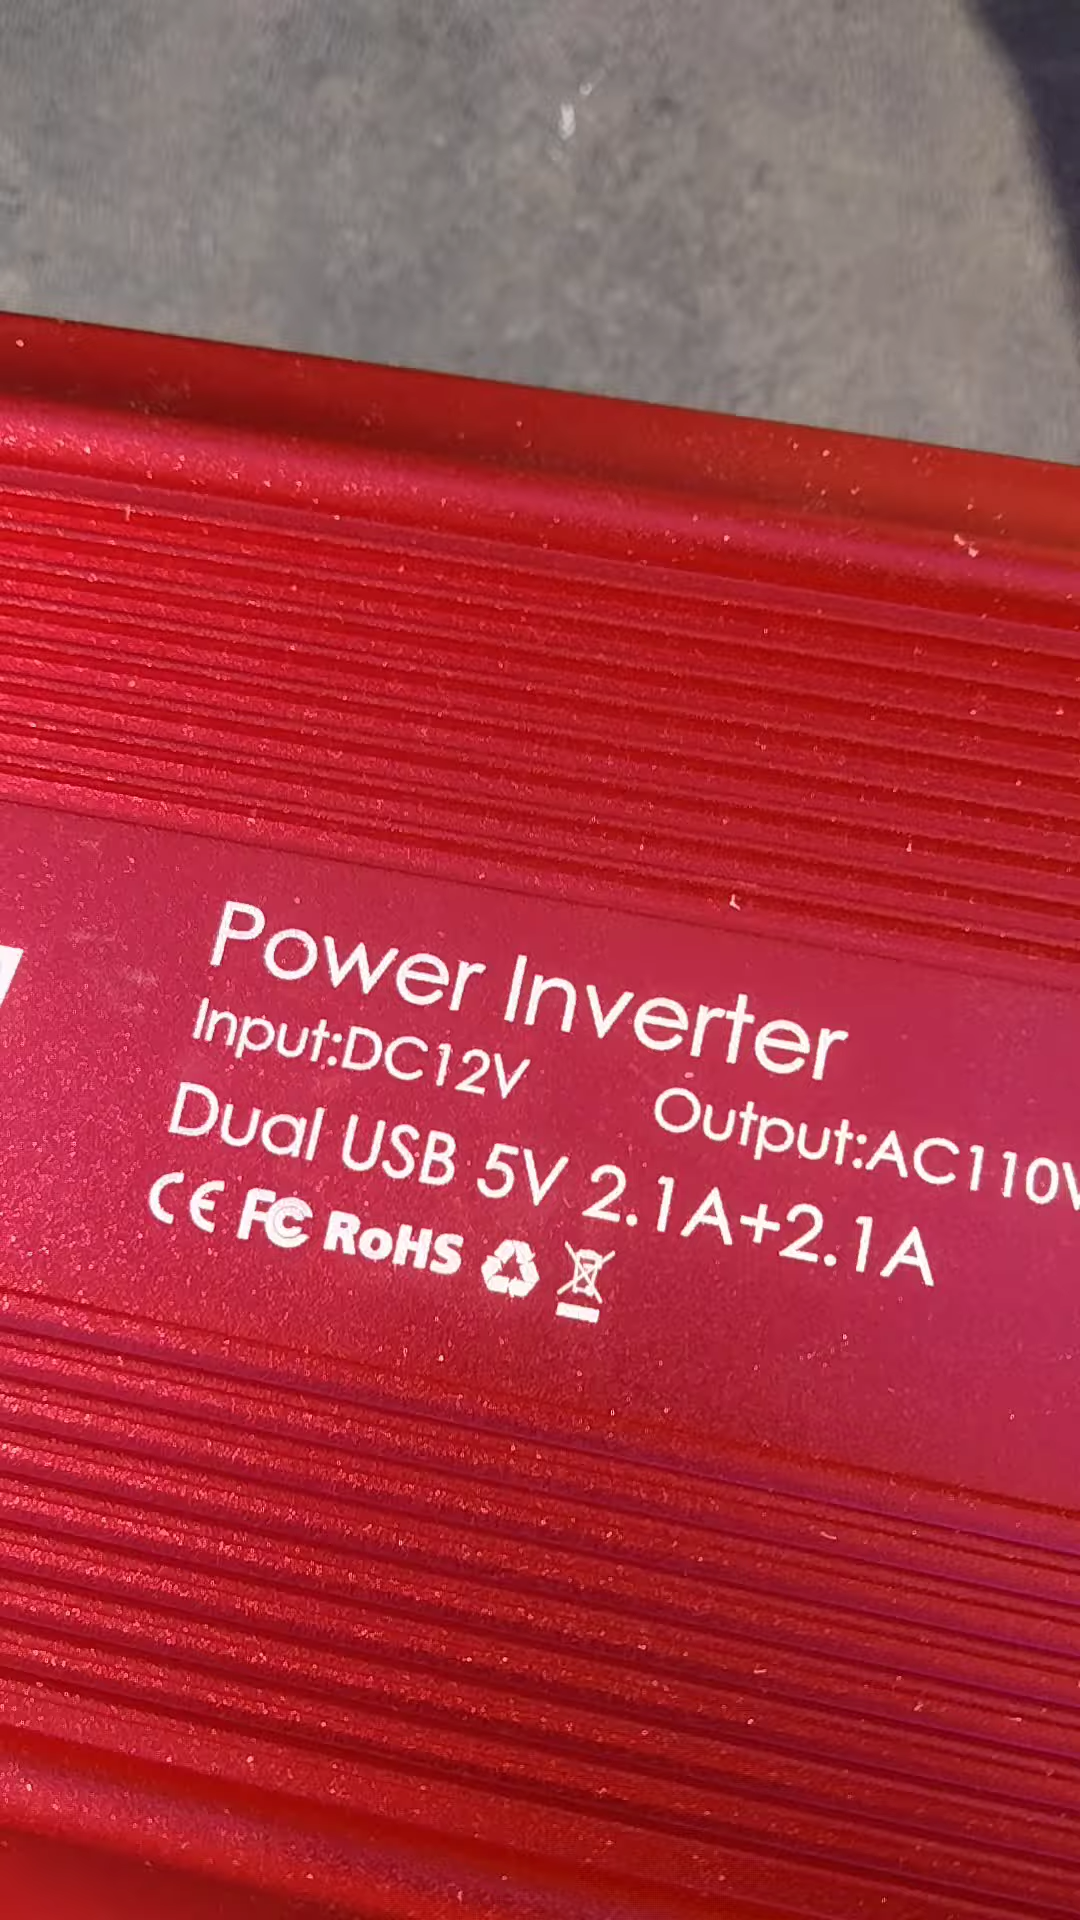 Power Inverter
Input:DC12V Output:AC110V
Dual USB 5V 2.1A+2.1A
CE FC RoHS